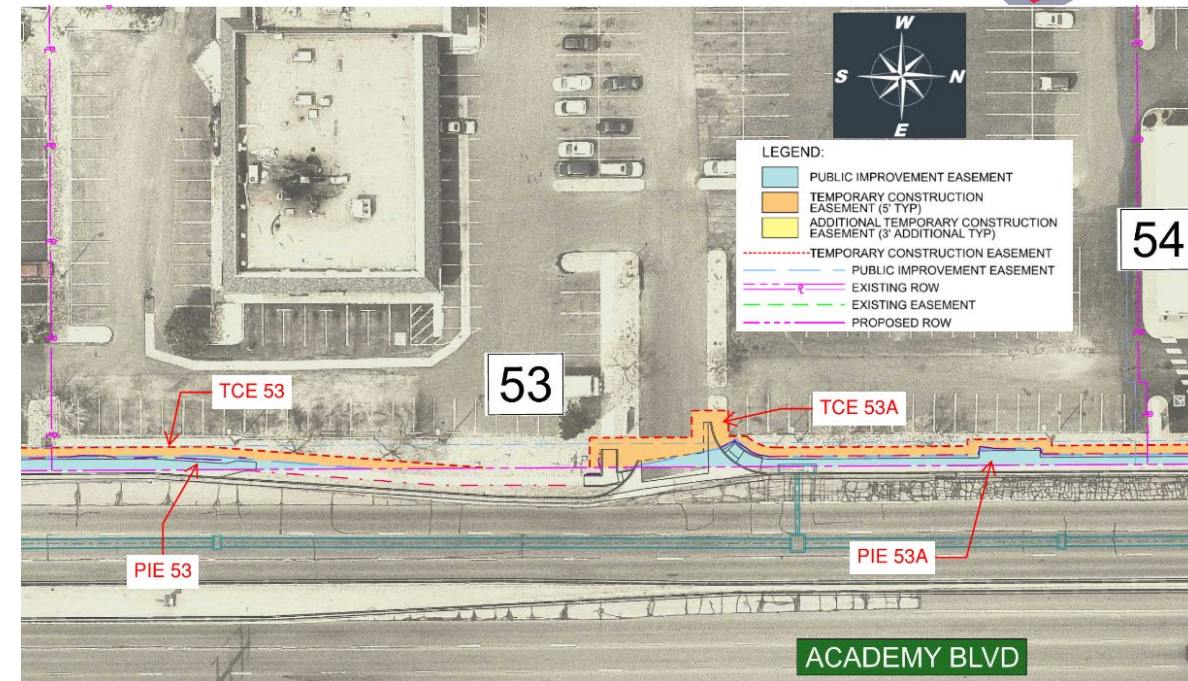 W
S
N
E
LEGEND:
PUBLIC IMPROVEMENT EASEMENT
TEMPORARY CONSTRUCTION
EASEMENT (5' TYP)
ADDITIONAL TEMPORARY CONSTRUCTION
EASEMENT (3' ADDITIONAL TYP)
TEMPORARY CONSTRUCTION EASEMENT
PUBLIC IMPROVEMENT EASEMENT
EXISTING ROW
EXISTING EASEMENT
PROPOSED ROW
54
53
TCE 53
TCE 53A
PIE 53
PIE 53A
ACADEMY BLVD